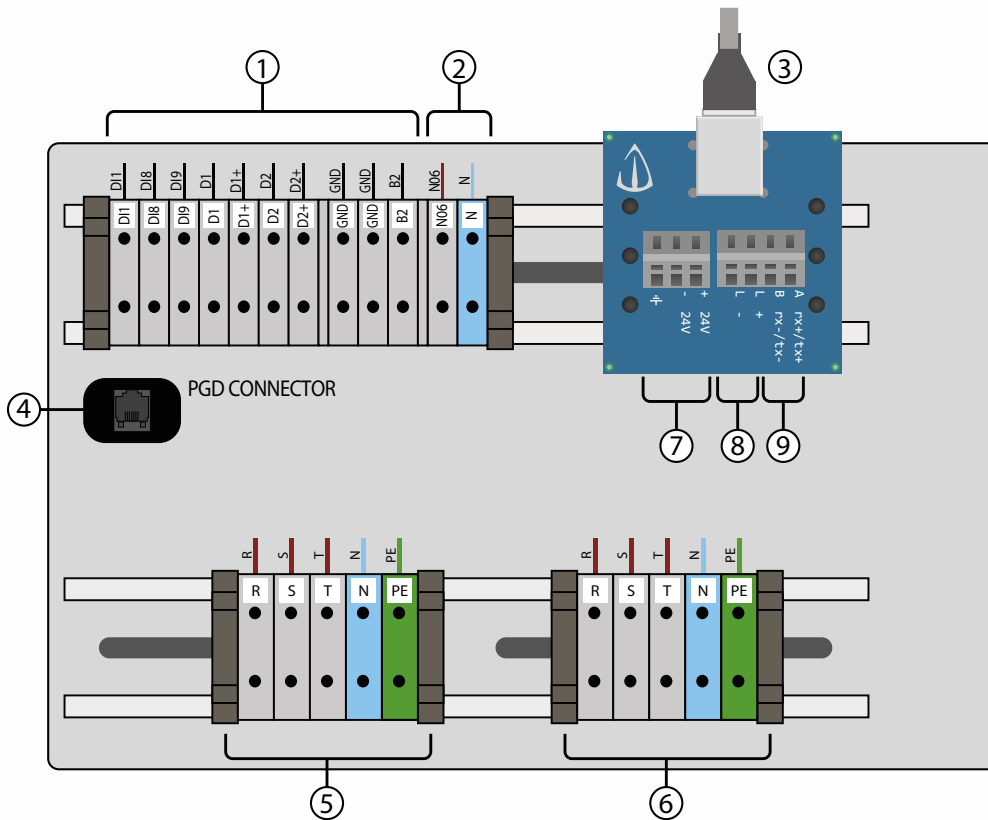 1
2
3
DI1 DI8 DI9 D1 D1+ D2 D2+ GND GND B2 N06 N
DI1 DI8 DI9 D1 D1+ D2 D2+ GND GND B2 N06 N
- 24V
+ 24V
L -
L +
B rx-/tx-
A rx+/tx+
4
PGD CONNECTOR
7
8
9
R S T N PE
R S T N PE
R S T N PE
R S T N PE
5
6